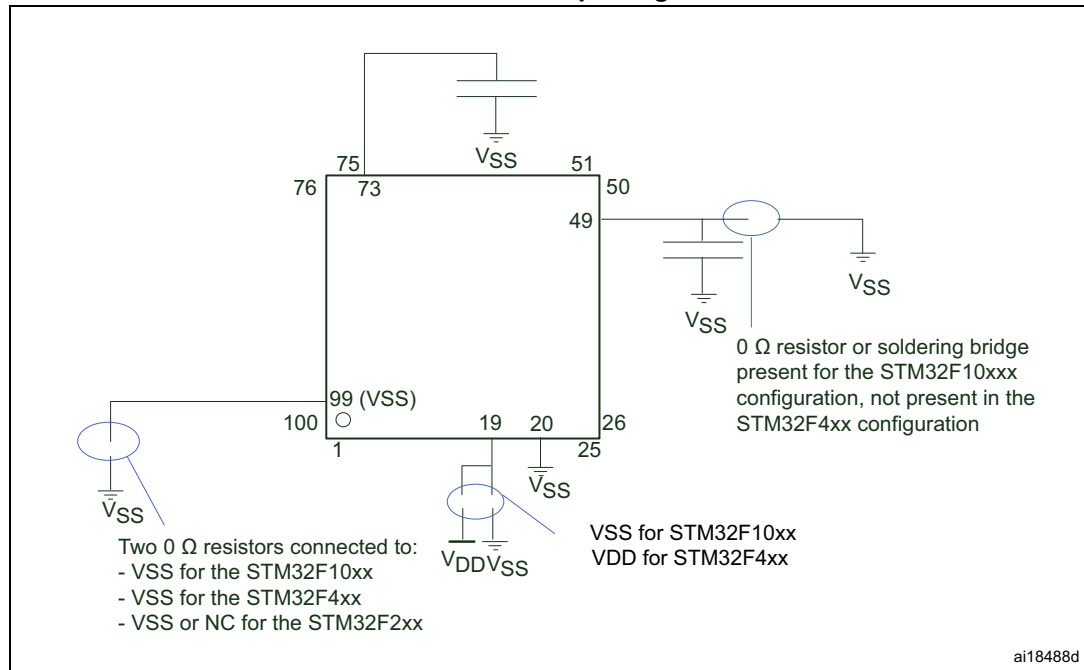 VSS
75
51
76
73
50
49
VSS
VSS
0 Ω resistor or soldering bridge
present for the STM32F10xxx
configuration, not present in the
STM32F4xx configuration
99 (VSS)
100
19
20
26
1
25
VSS
VSS
VDD VSS
VSS for STM32F10xx
VDD for STM32F4xx
Two 0 Ω resistors connected to:
- VSS for the STM32F10xx
- VSS for the STM32F4xx
- VSS or NC for the STM32F2xx
ai18488d